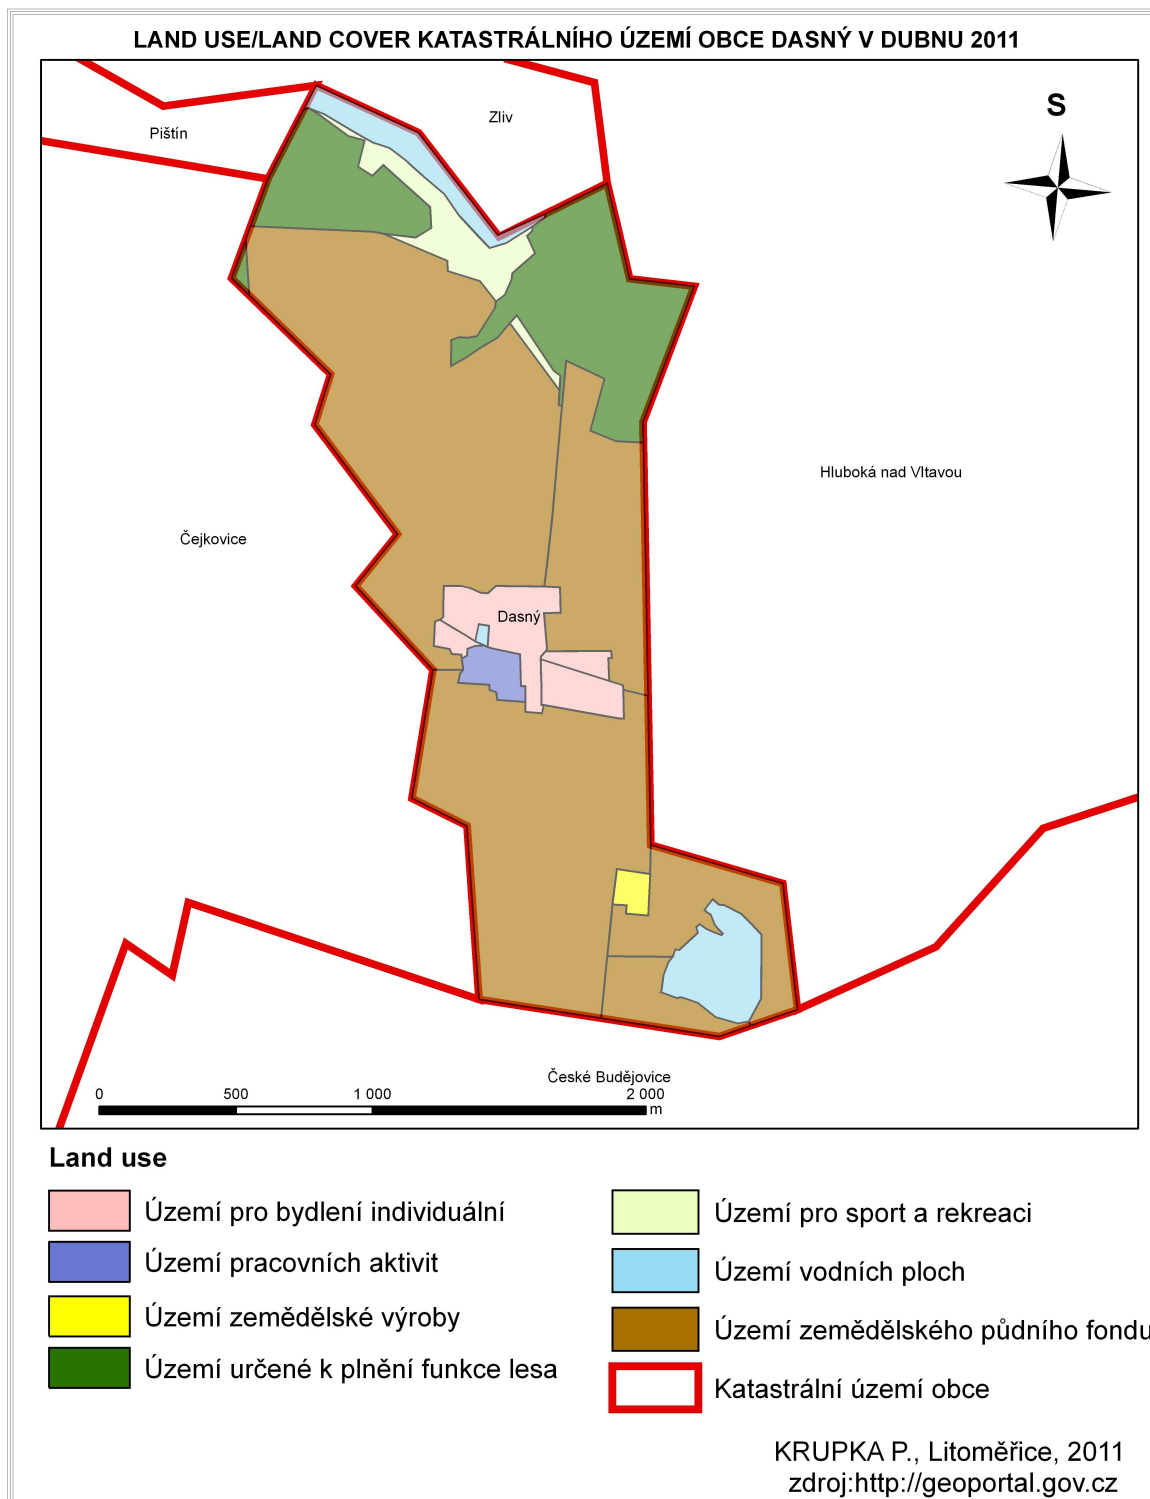 LAND USE/LAND COVER KATASTRÁLNÍHO ÚZEMÍ OBCE DASNÝ V DUBNU 2011
S
Zliv
Pištín
Hluboká nad Vltavou
Čejkovice
Dasný
České Budějovice
0 500 1 000 2 000
m
Land use
Území pro bydlení individuální
Území pracovních aktivit
Území zemědělské výroby
Území určené k plnění funkce lesa
Území pro sport a rekreaci
Území vodních ploch
Území zemědělského půdního fondu
Katastrální území obce
KRUPKA P., Litoměřice, 2011
zdroj:http://geoportal.gov.cz